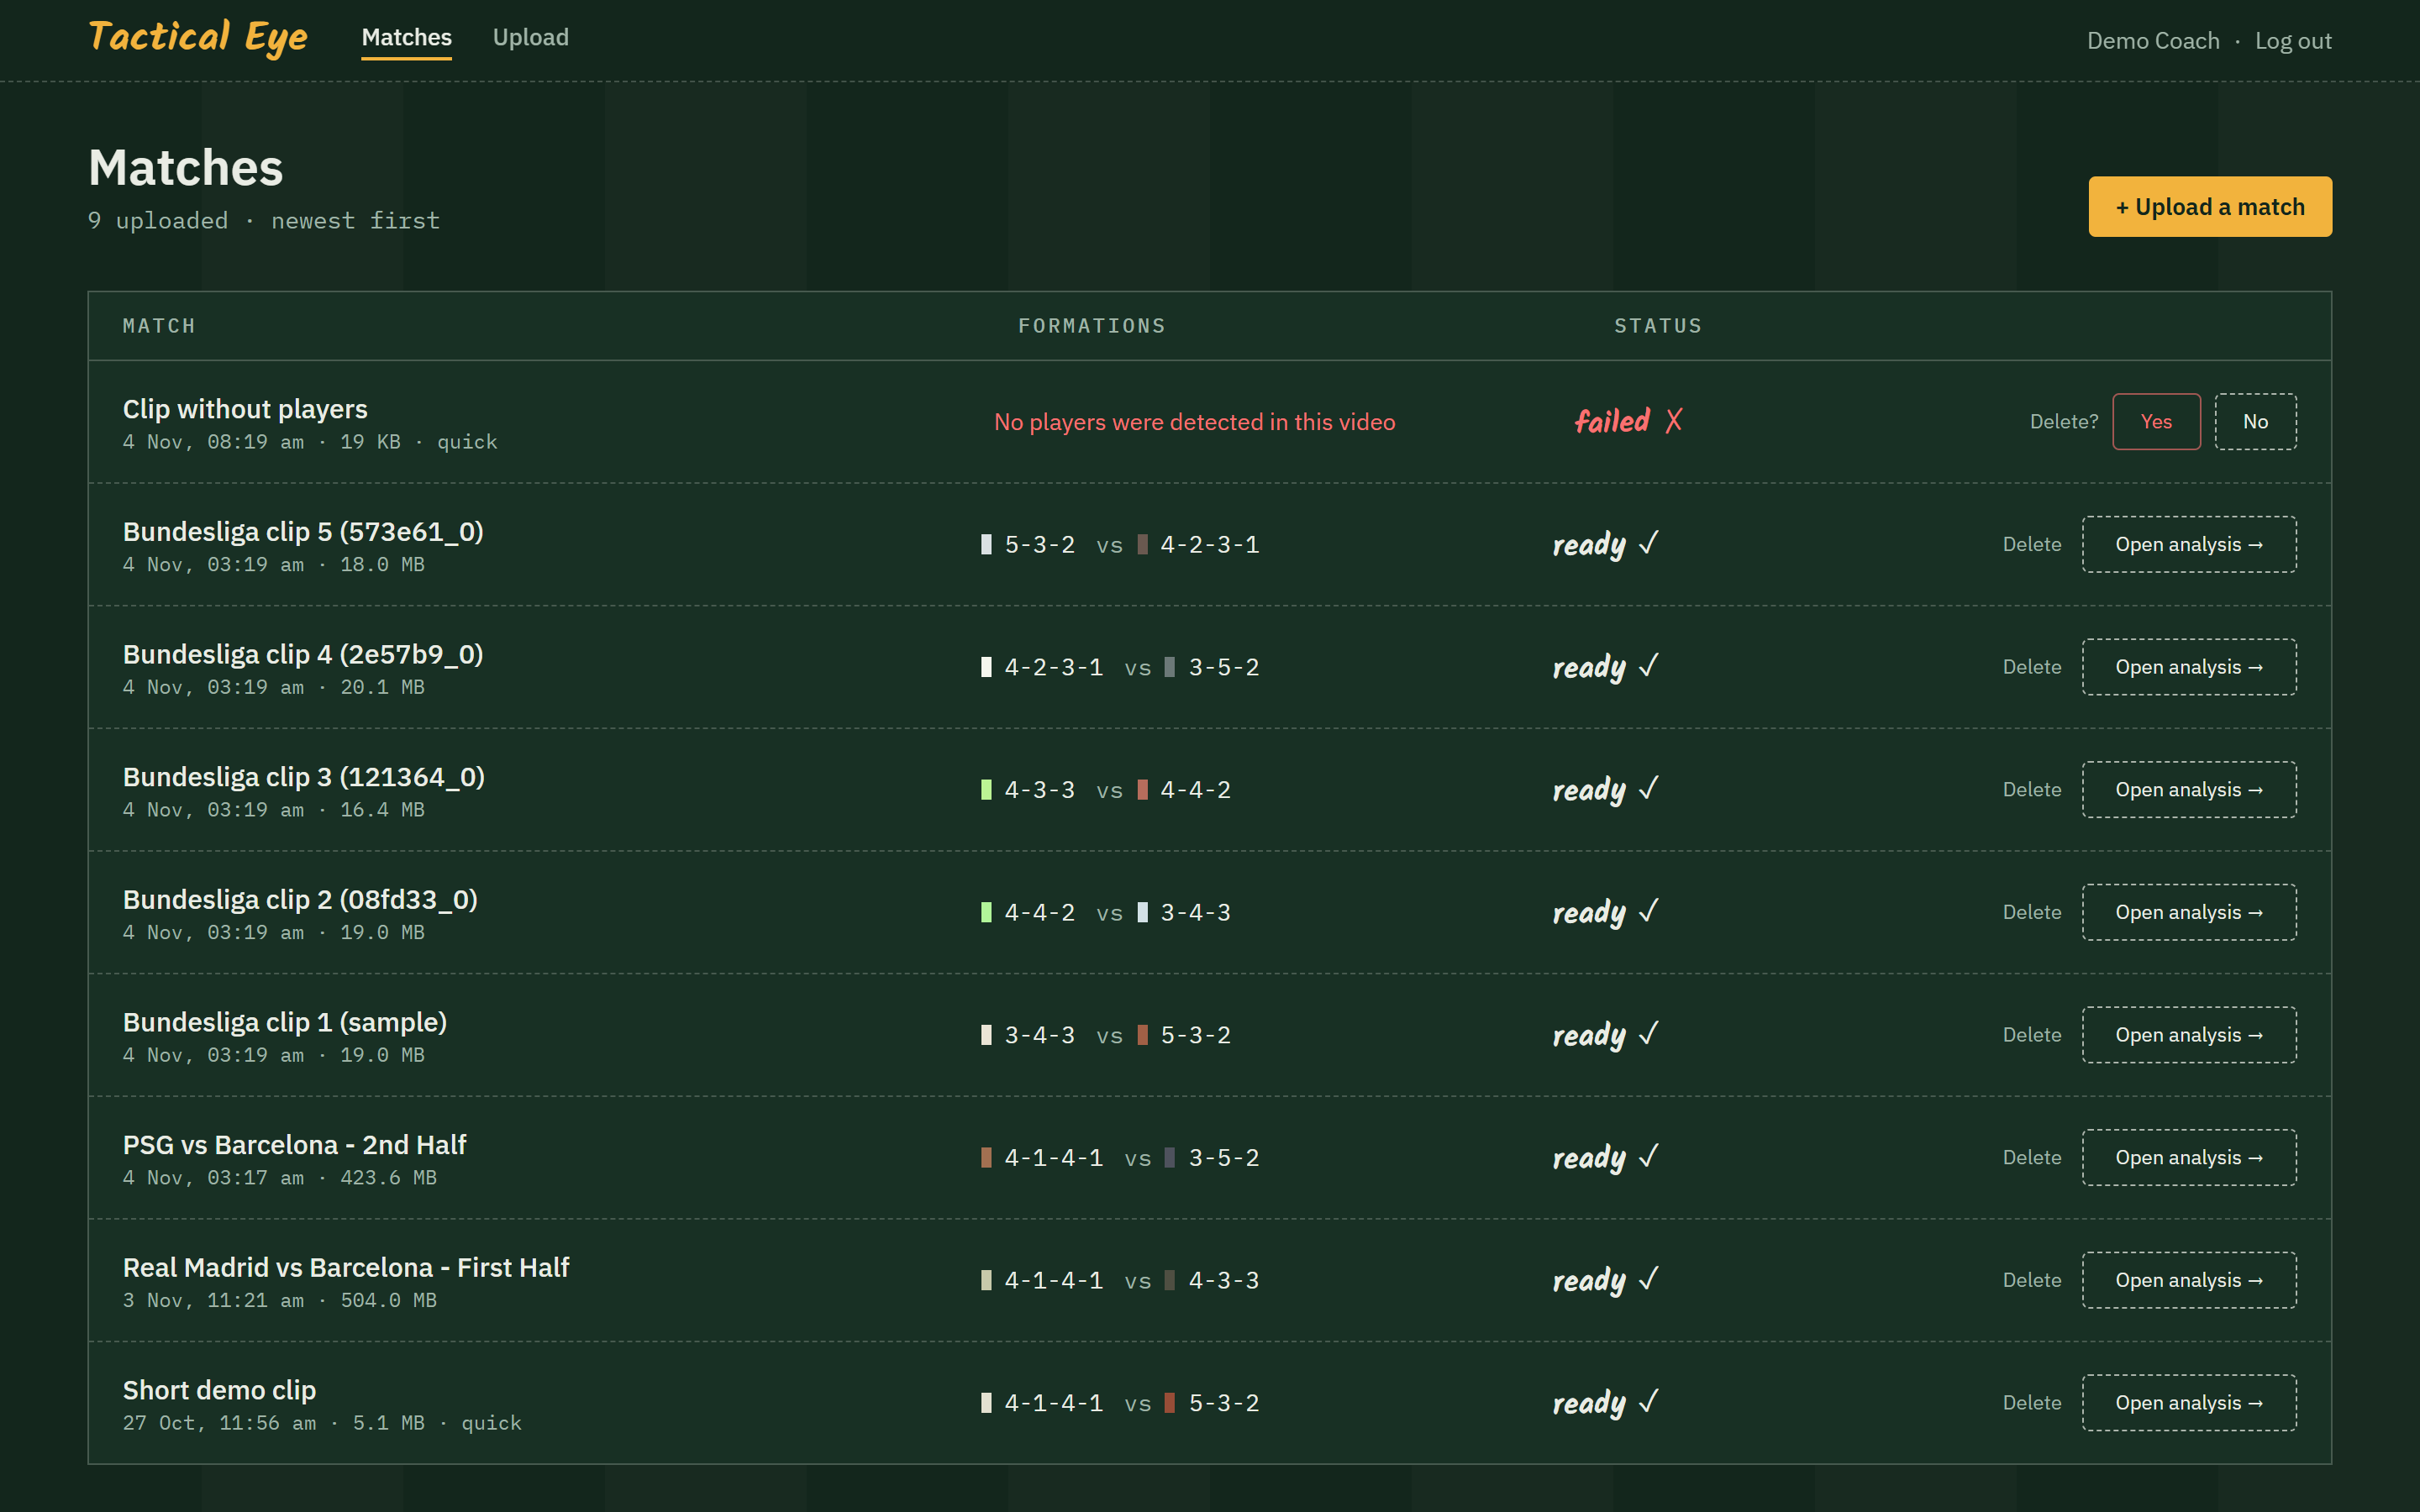 Tactical Eye Matches Upload Demo Coach · Log out
Matches
9 uploaded · newest first
+ Upload a match
MATCH FORMATIONS STATUS
Clip without players
4 Nov, 08:19 am · 19 KB · quick
No players were detected in this video failed ✗ Delete? Yes No
Bundesliga clip 5 (573e61_0)
4 Nov, 03:19 am · 18.0 MB
5-3-2 vs 4-2-3-1 ready ✓ Delete Open analysis →
Bundesliga clip 4 (2e57b9_0)
4 Nov, 03:19 am · 20.1 MB
4-2-3-1 vs 3-5-2 ready ✓ Delete Open analysis →
Bundesliga clip 3 (121364_0)
4 Nov, 03:19 am · 16.4 MB
4-3-3 vs 4-4-2 ready ✓ Delete Open analysis →
Bundesliga clip 2 (08fd33_0)
4 Nov, 03:19 am · 19.0 MB
4-4-2 vs 3-4-3 ready ✓ Delete Open analysis →
Bundesliga clip 1 (sample)
4 Nov, 03:19 am · 19.0 MB
3-4-3 vs 5-3-2 ready ✓ Delete Open analysis →
PSG vs Barcelona - 2nd Half
4 Nov, 03:17 am · 423.6 MB
4-1-4-1 vs 3-5-2 ready ✓ Delete Open analysis →
Real Madrid vs Barcelona - First Half
3 Nov, 11:21 am · 504.0 MB
4-1-4-1 vs 4-3-3 ready ✓ Delete Open analysis →
Short demo clip
27 Oct, 11:56 am · 5.1 MB · quick
4-1-4-1 vs 5-3-2 ready ✓ Delete Open analysis →